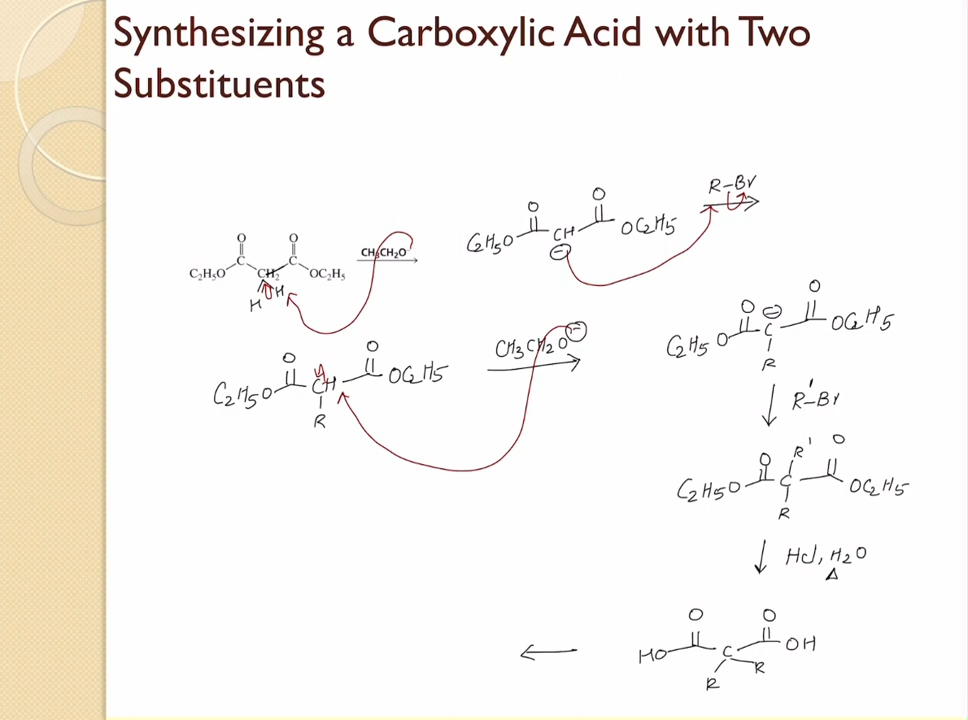 Synthesizing a Carboxylic Acid with Two
Substituents
O O
C C
C₂H₅O CH₂ OC₂H₅
H H
CH₃CH₂O⁻
O O
C₂H₅O CH OC₂H₅
⊖
R-Br
O O
C₂H₅O CH OC₂H₅
R
H
CH₃CH₂O⊖
O ⊖ O
C₂H₅O C OC₂H₅
R
R'-Br
O R' O
C₂H₅O C OC₂H₅
R
HCl, H₂O
Δ
O O
HO C OH
R R